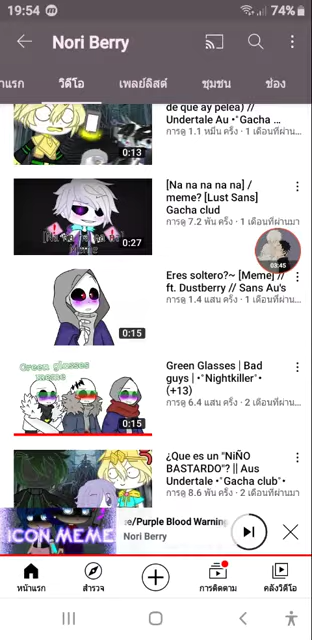 19:54
74%
Nori Berry
าแรก วิดีโอ เพลย์ลิสต์ ชุมชน ช่อง
de que ay pelea) //
Undertale Au •°Gacha ...
การดู 1.1 หมื่น ครั้ง · 1 เดือนที่ผ่าน...
0:13
[Na na na na na] /
meme? [Lust Sans]
Gacha clud
การดู 7.2 พัน ครั้ง · 1 เดือนที่ผ่านมา
0:27
03:45
Eres soltero?~ [Meme] //
ft. Dustberry // Sans Au's
การดู 1.4 แสน ครั้ง · 1 เดือนที่ผ่าน...
0:15
Green glasses
meme
Green Glasses | Bad
guys | •°Nightkiller°•
(+13)
การดู 6.4 แสน ครั้ง · 2 เดือนที่ผ่าน...
0:15
¿Que es un "NiÑO
BASTARDO"? || Aus
Undertale •°Gacha club°•
การดู 8.6 พัน ครั้ง · 2 เดือนที่ผ่านมา
ICON MEME
se/Purple Blood Warning
Nori Berry
หน้าแรก สำรวจ การติดตาม คลังวิดีโอ